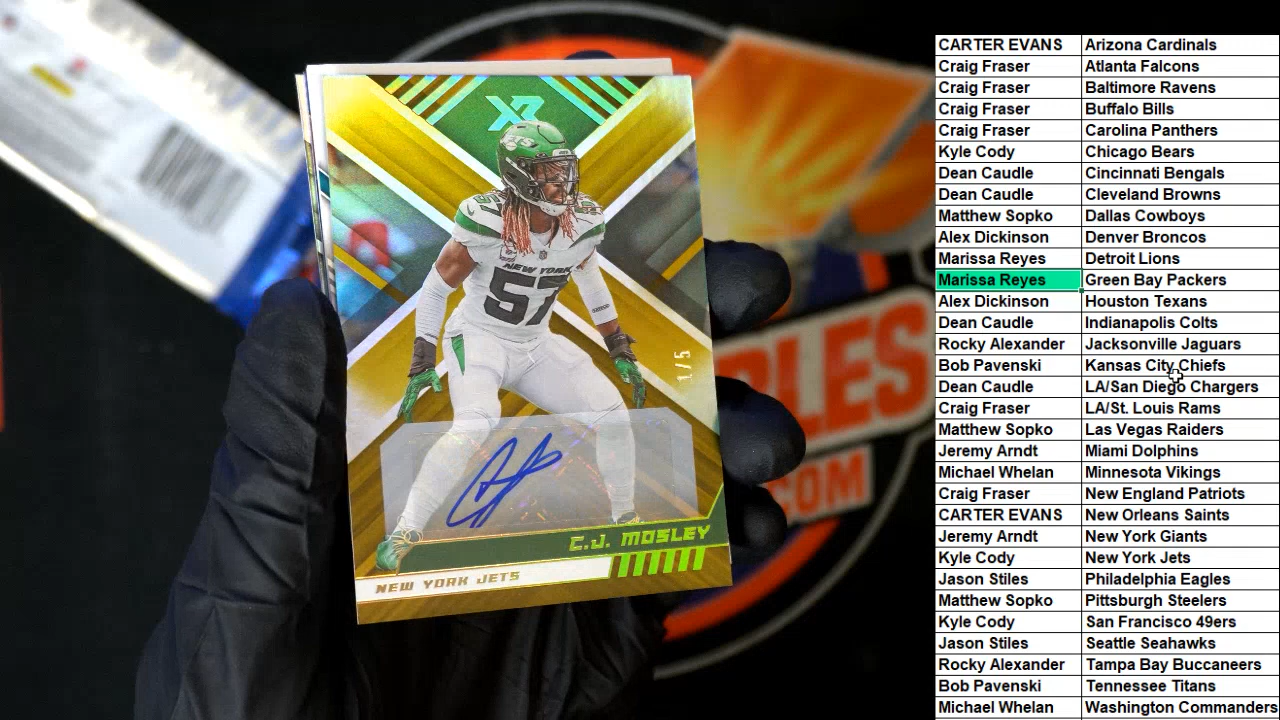 XR
JETS
57
57
NEW YORK
57
1/5
C.J. MOSLEY
NEW YORK JETS
PLES
.COM
CARTER EVANS Arizona Cardinals
Craig Fraser Atlanta Falcons
Craig Fraser Baltimore Ravens
Craig Fraser Buffalo Bills
Craig Fraser Carolina Panthers
Kyle Cody Chicago Bears
Dean Caudle Cincinnati Bengals
Dean Caudle Cleveland Browns
Matthew Sopko Dallas Cowboys
Alex Dickinson Denver Broncos
Marissa Reyes Detroit Lions
Marissa Reyes Green Bay Packers
Alex Dickinson Houston Texans
Dean Caudle Indianapolis Colts
Rocky Alexander Jacksonville Jaguars
Bob Pavenski Kansas City Chiefs
Dean Caudle LA/San Diego Chargers
Craig Fraser LA/St. Louis Rams
Matthew Sopko Las Vegas Raiders
Jeremy Arndt Miami Dolphins
Michael Whelan Minnesota Vikings
Craig Fraser New England Patriots
CARTER EVANS New Orleans Saints
Jeremy Arndt New York Giants
Kyle Cody New York Jets
Jason Stiles Philadelphia Eagles
Matthew Sopko Pittsburgh Steelers
Kyle Cody San Francisco 49ers
Jason Stiles Seattle Seahawks
Rocky Alexander Tampa Bay Buccaneers
Bob Pavenski Tennessee Titans
Michael Whelan Washington Commanders